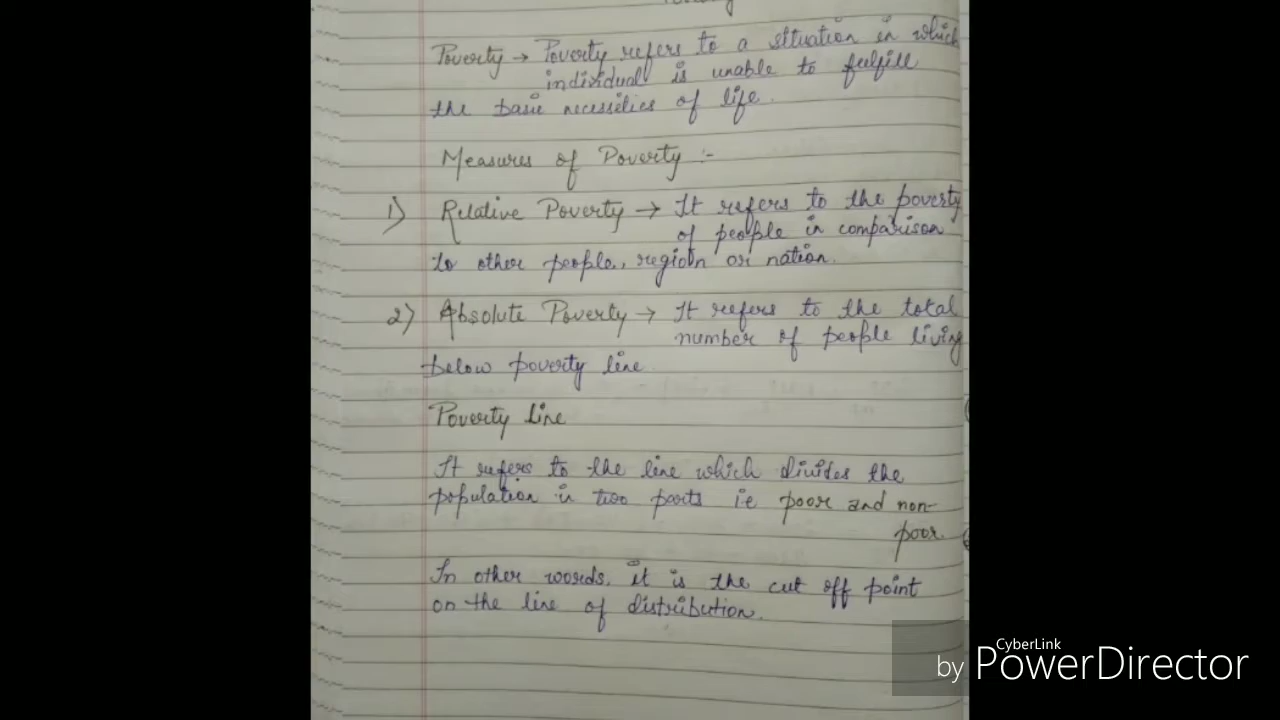 Poverty → Poverty refers to a situation in which
individual is unable to fulfill
the basic necessities of life.
Measures of Poverty :-
1) Relative Poverty → It refers to the poverty
of people in comparison
to other people, region or nation.
2) Absolute Poverty → It refers to the total
number of people living
below poverty line.
Poverty line
It refers to the line which divides the
population in two parts ie poor and non-
poor.
In other words, it is the cut off point
on the line of distribution.
CyberLink
by PowerDirector